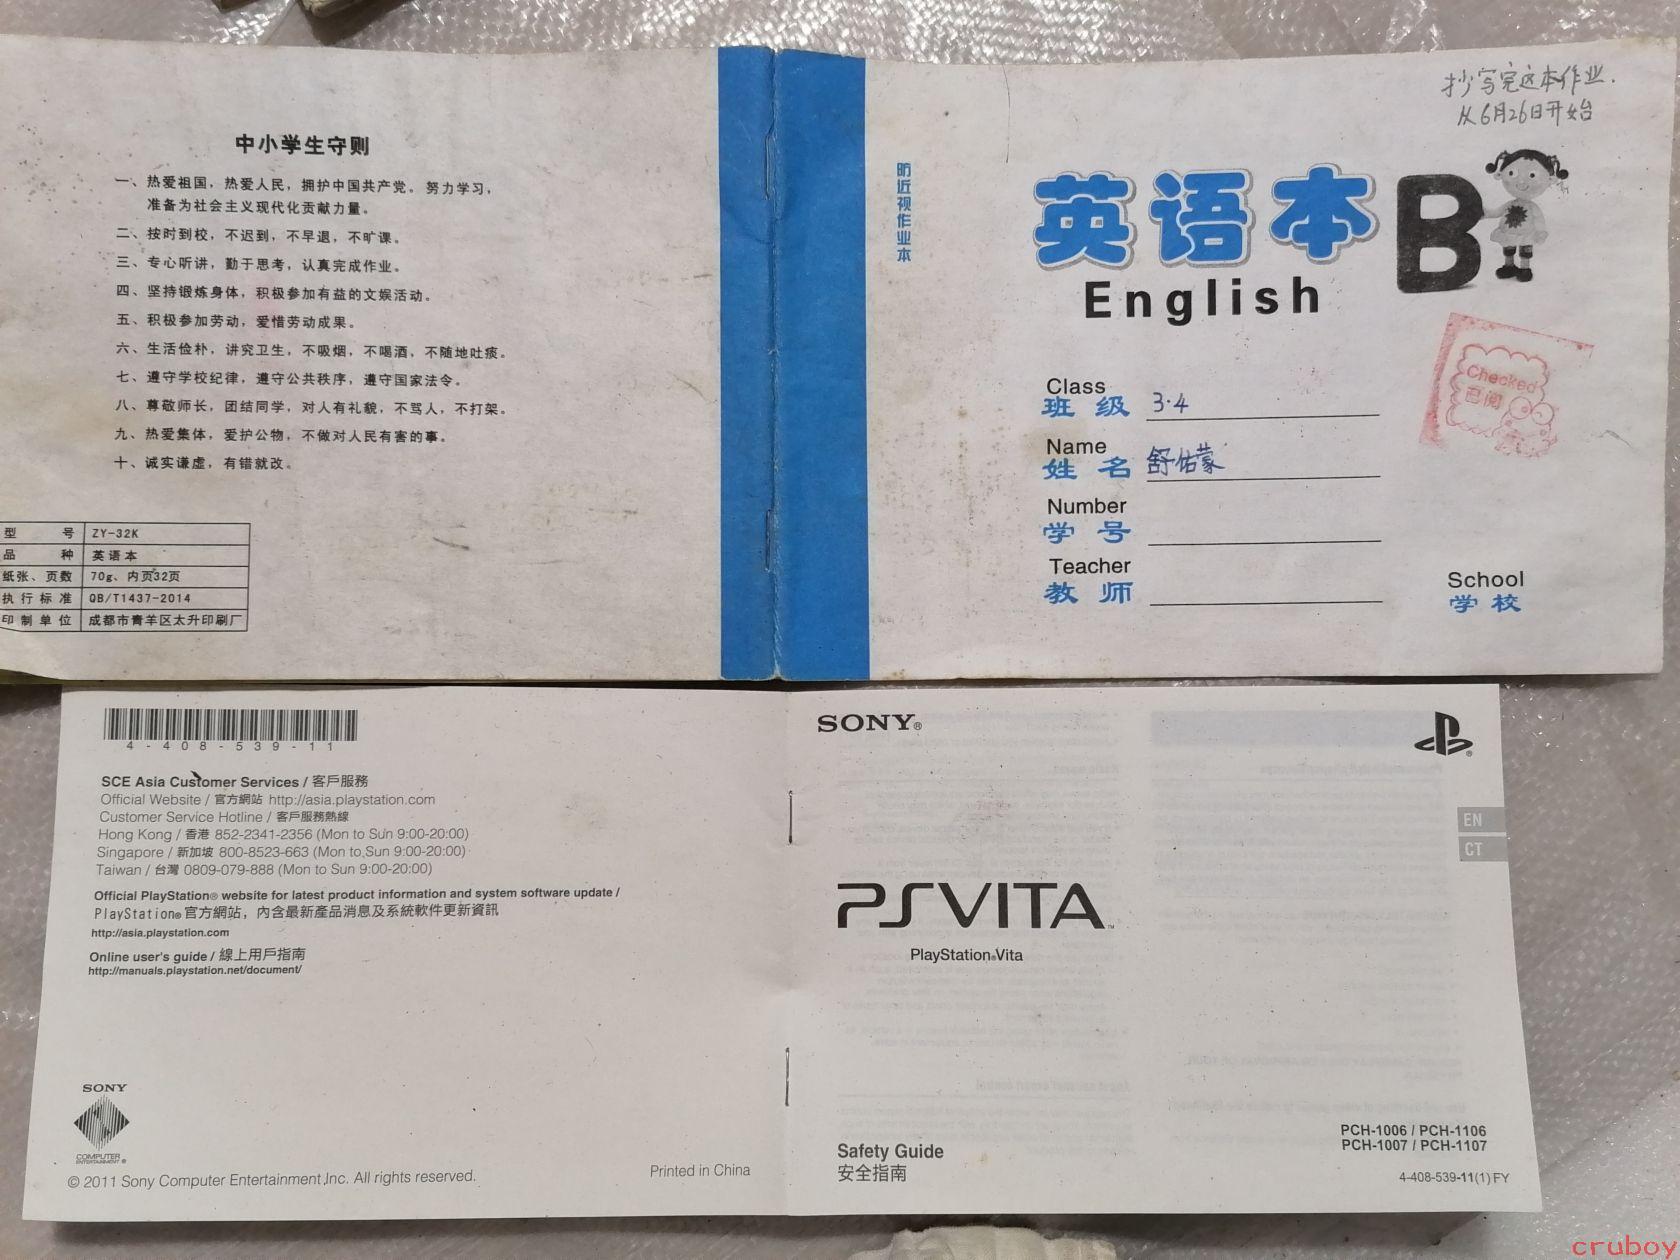 中小学生守则
一、热爱祖国，热爱人民，拥护中国共产党。努力学习，
准备为社会主义现代化贡献力量。
二、按时到校，不迟到，不早退，不旷课。
三、专心听讲，勤于思考，认真完成作业。
四、坚持锻炼身体，积极参加有益的文娱活动。
五、积极参加劳动，爱惜劳动成果。
六、生活俭朴，讲究卫生，不吸烟，不喝酒，不随地吐痰。
七、遵守学校纪律，遵守公共秩序，遵守国家法令。
八、尊敬师长，团结同学，对人有礼貌，不骂人，不打架。
九、热爱集体，爱护公物，不做对人民有害的事。
十、诚实谦虚，有错就改。
型号 ZY-32K
品种 英语本
纸张、页数 70g、内页32页
执行标准 QB/T1437-2014
印制单位 成都市青羊区太升印刷厂
防近视作业本
抄写完这本作业.
从6月26日开始
英语本 B
English
Class
班级 3·4
Name
姓名 舒佑蒙
Number
学号
Teacher
教师
School
学校
Checked
已阅
4-408-539-11
SCE Asia Customer Services / 客戶服務
Official Website / 官方網站 http://asia.playstation.com
Customer Service Hotline / 客戶服務熱線
Hong Kong / 香港 852-2341-2356 (Mon to Sun 9:00-20:00)
Singapore / 新加坡 800-8523-663 (Mon to Sun 9:00-20:00)
Taiwan / 台灣 0809-079-888 (Mon to Sun 9:00-20:00)
Official PlayStation® website for latest product information and system software update /
PlayStation®官方網站，內含最新產品消息及系統軟件更新資訊
http://asia.playstation.com
Online user's guide / 線上用戶指南
http://manuals.playstation.net/document/
SONY
COMPUTER
ENTERTAINMENT®
© 2011 Sony Computer Entertainment Inc. All rights reserved.
Printed in China
SONY®
EN
CT
PSVITA™
PlayStation®Vita
Safety Guide
安全指南
PCH-1006 / PCH-1106
PCH-1007 / PCH-1107
4-408-539-11(1) FY
cruboy